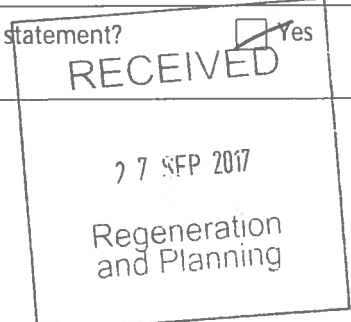 statement? Yes
RECEIVED
27 SEP 2017
Regeneration
and Planning